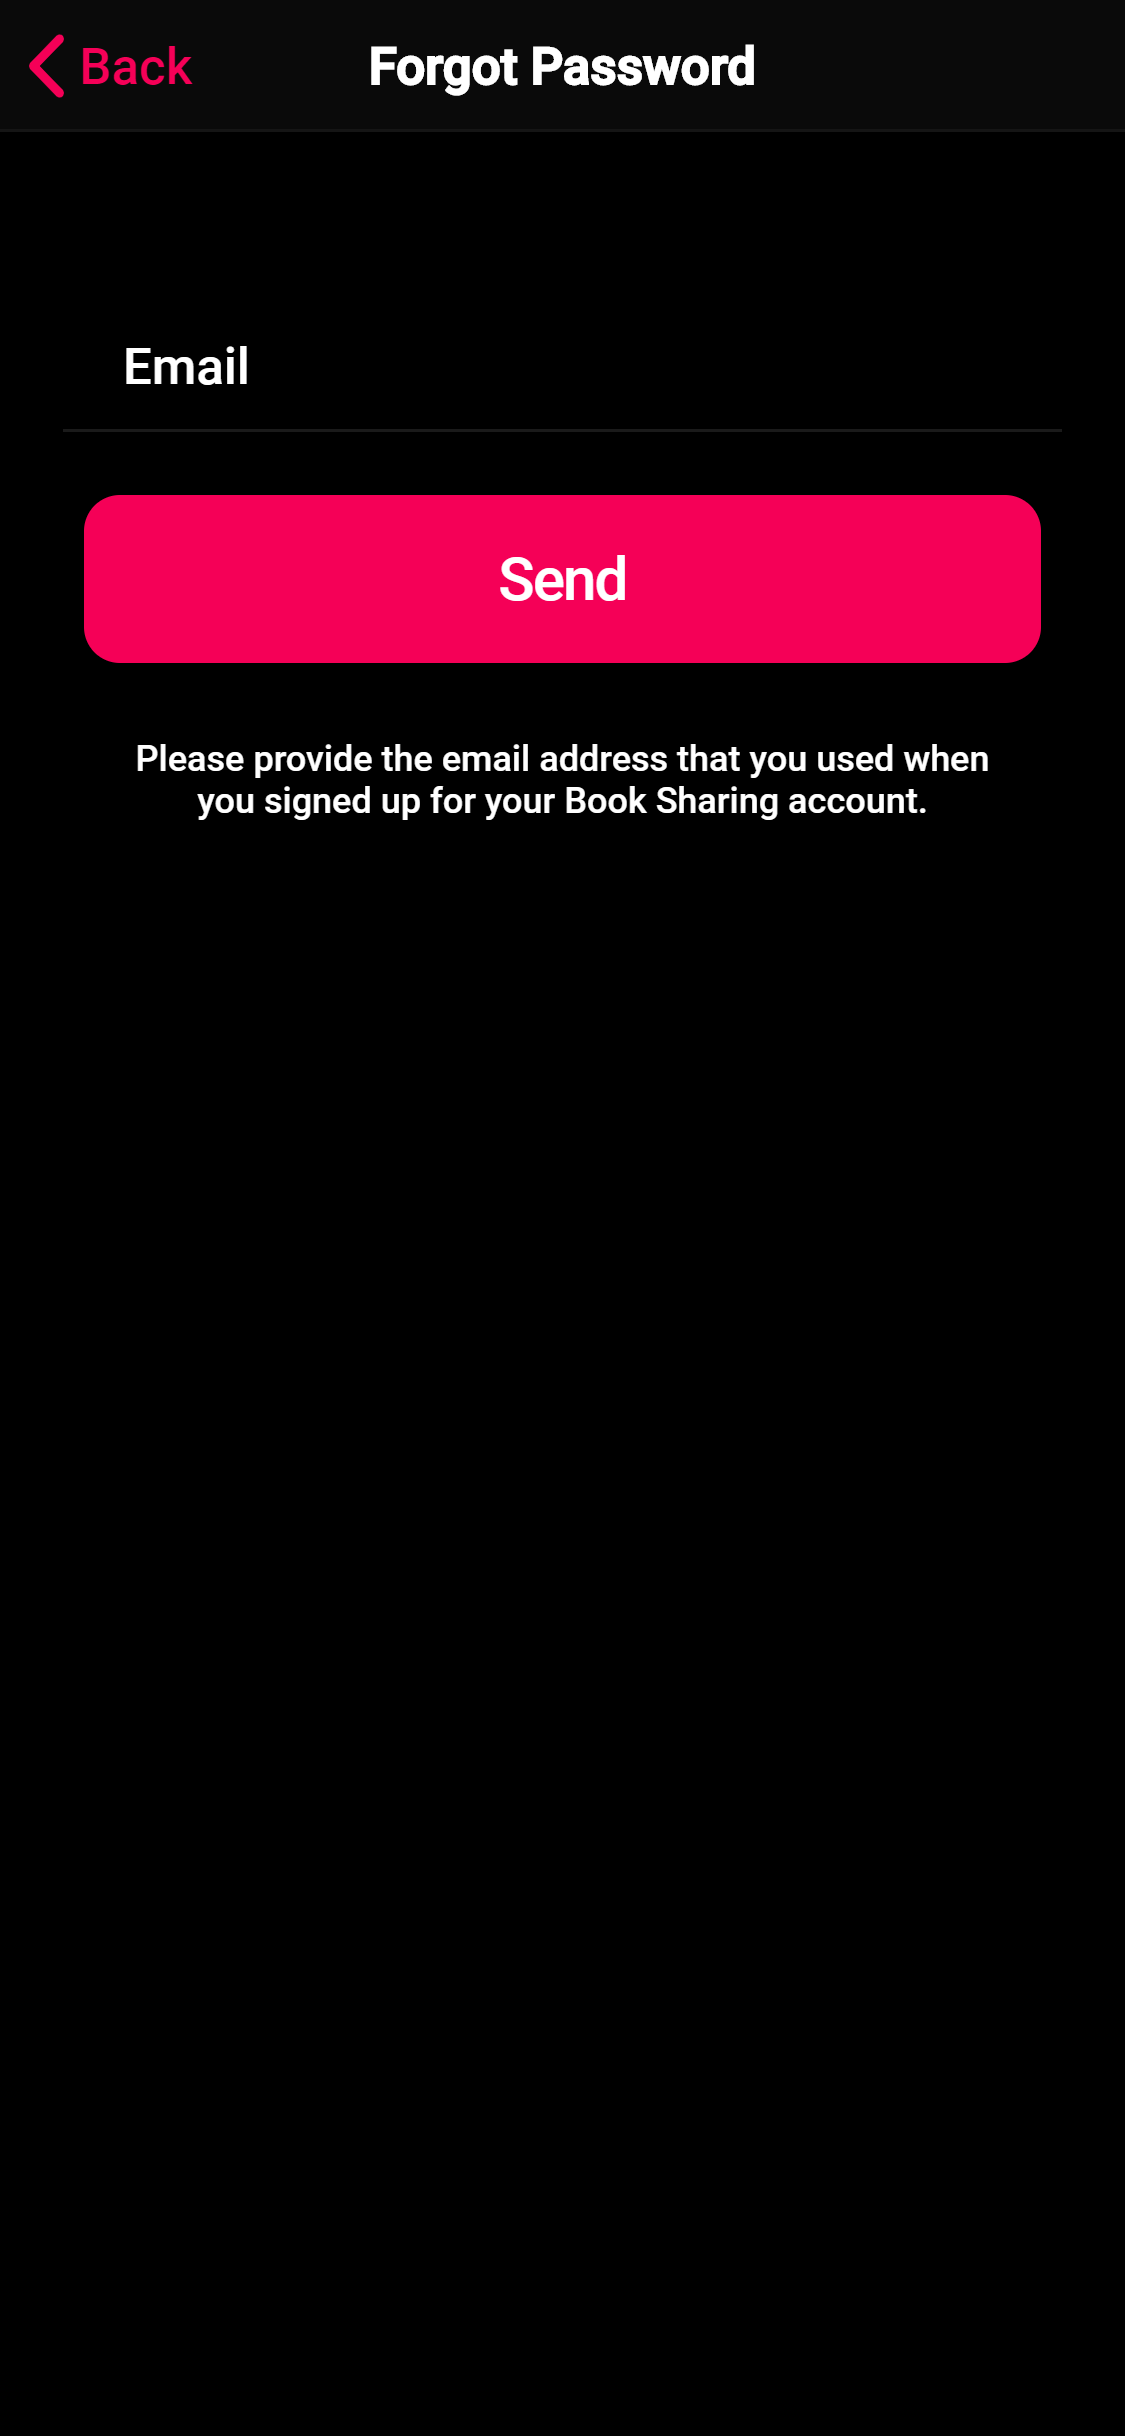 Back
Forgot Password
Email
Send
Please provide the email address that you used when
you signed up for your Book Sharing account.